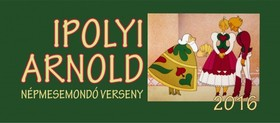 IPOLYI
ARNOLD
NÉPMESEMONDÓ VERSENY
2016